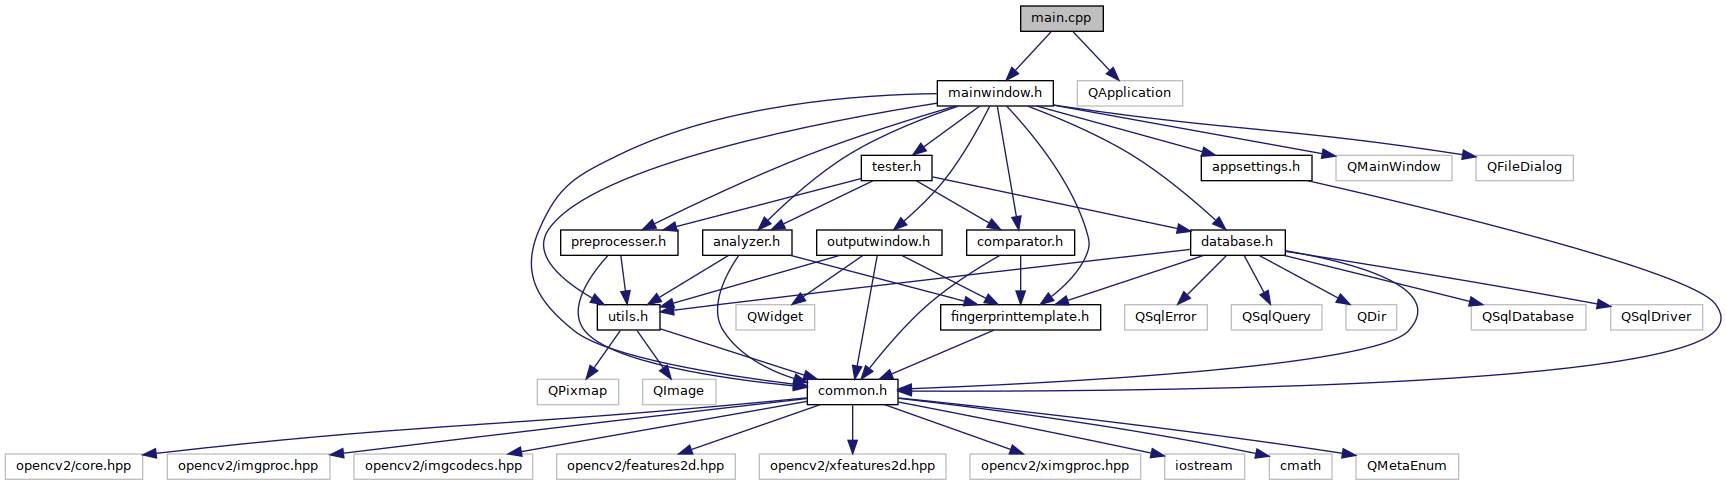 main.cpp
mainwindow.h
QApplication
tester.h
appsettings.h
QMainWindow
QFileDialog
preprocesser.h
analyzer.h
outputwindow.h
comparator.h
database.h
utils.h
QWidget
fingerprinttemplate.h
QSqlError
QSqlQuery
QDir
QSqlDatabase
QSqlDriver
QPixmap
QImage
common.h
opencv2/core.hpp
opencv2/imgproc.hpp
opencv2/imgcodecs.hpp
opencv2/features2d.hpp
opencv2/xfeatures2d.hpp
opencv2/ximgproc.hpp
iostream
cmath
QMetaEnum